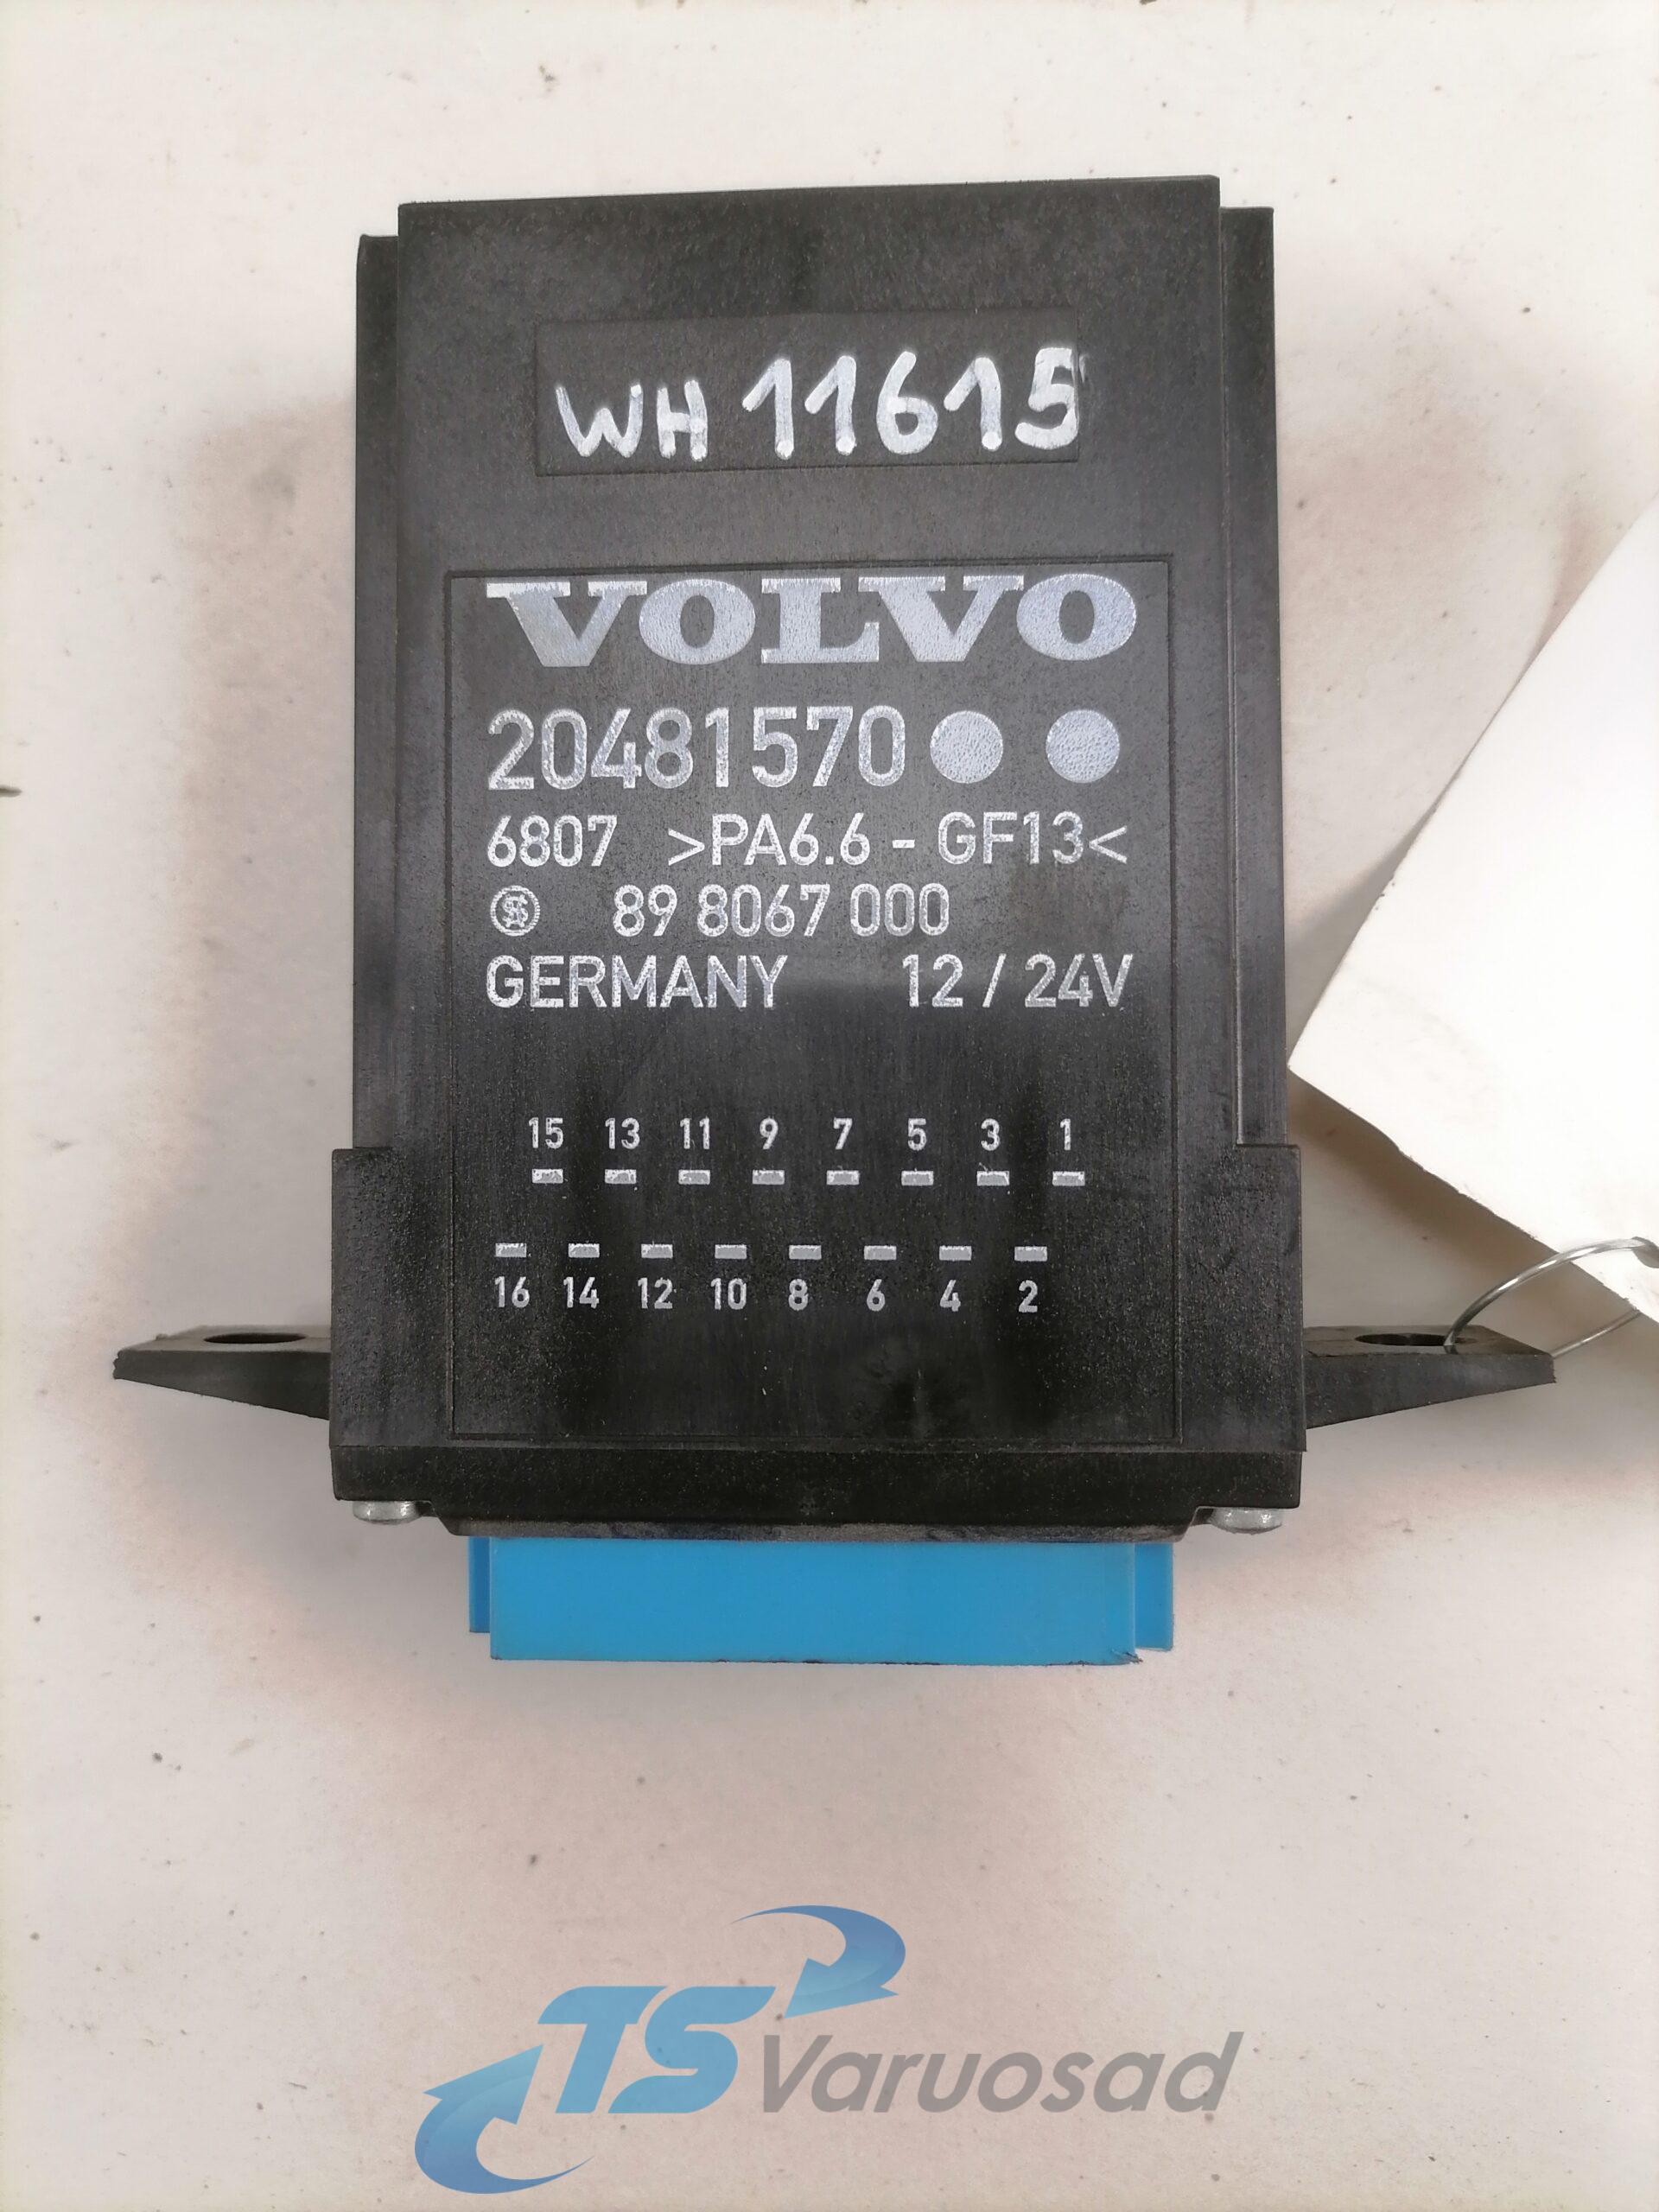 WH 11615
VOLVO
20481570
6807 >PA6.6 - GF13<
89 8067 000
GERMANY 12 / 24V
15 13 11 9 7 5 3 1
16 14 12 10 8 6 4 2
TS Varuosad